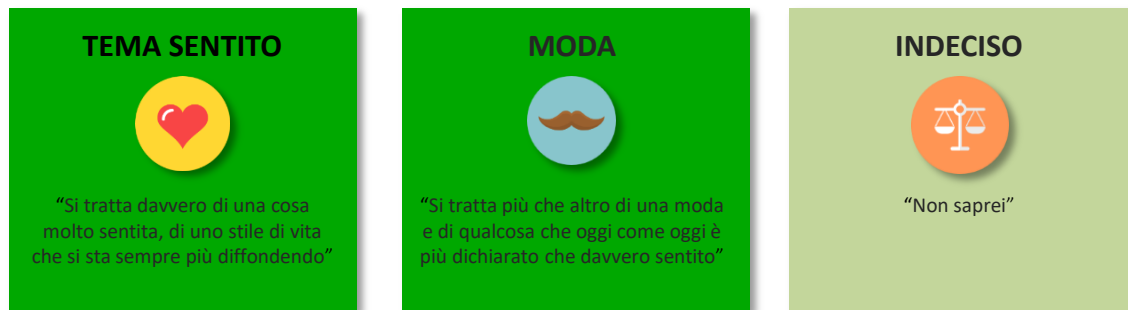 TEMA SENTITO
“Si tratta davvero di una cosa
molto sentita, di uno stile di vita
che si sta sempre più diffondendo”
MODA
“Si tratta più che altro di una moda
e di qualcosa che oggi come oggi è
più dichiarato che davvero sentito”
INDECISO
“Non saprei”